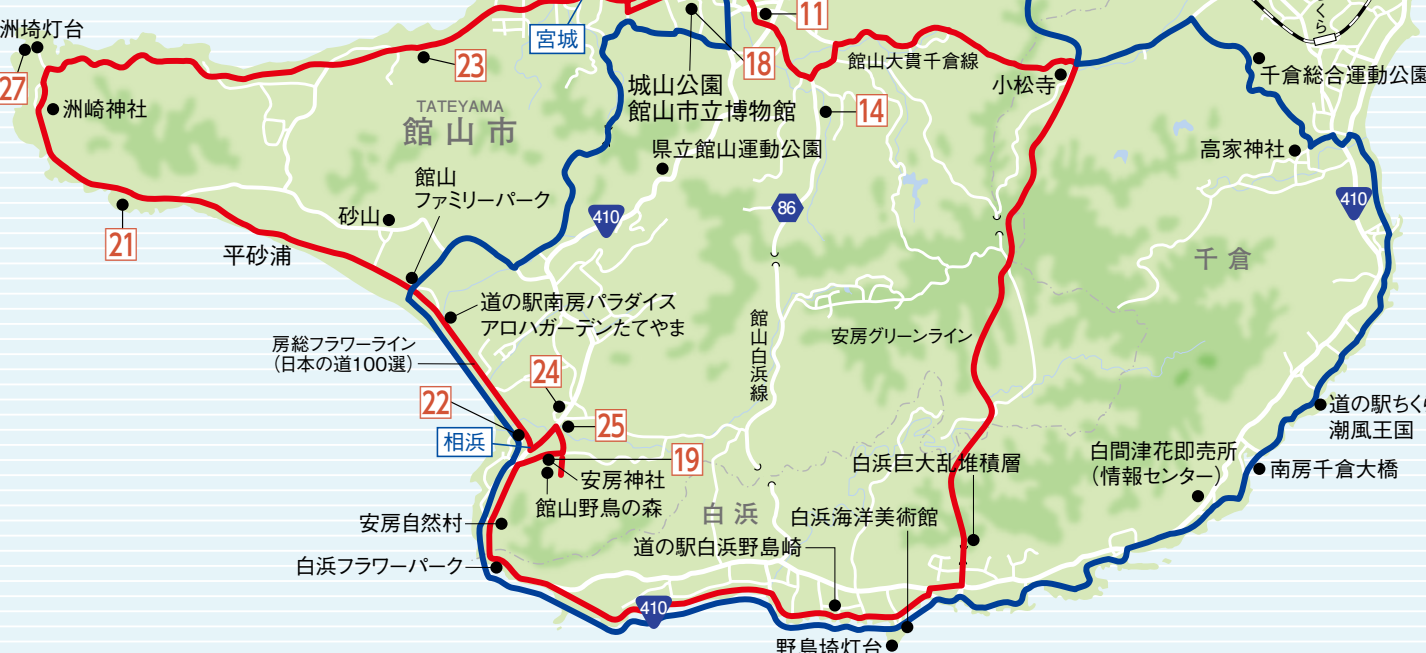 洲埼灯台
27
洲崎神社
23
TATEYAMA
館山市
宮城
11
18
城山公園
館山市立博物館
14
館山大貫千倉線
小松寺
くら
千倉総合運動公園
高家神社
410
県立館山運動公園
410
86
館山
ファミリーパーク
砂山
21
平砂浦
千倉
道の駅南房パラダイス
アロハガーデンたてやま
房総フラワーライン
（日本の道100選）
館山白浜線
安房グリーンライン
24
22
25
相浜
19
安房神社
館山野鳥の森
安房自然村
白浜フラワーパーク
白浜
道の駅白浜野島崎
白浜海洋美術館
白浜巨大乱堆積層
白間津花即売所
（情報センター）
南房千倉大橋
道の駅ちくら
潮風王国
410
野島埼灯台